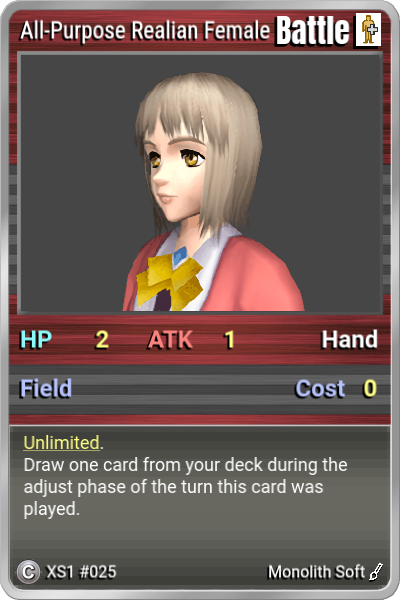 All-Purpose Realian Female Battle
HP 2 ATK 1 Hand
Field Cost 0
Unlimited.
Draw one card from your deck during the
adjust phase of the turn this card was
played.
C XS1 #025 Monolith Soft